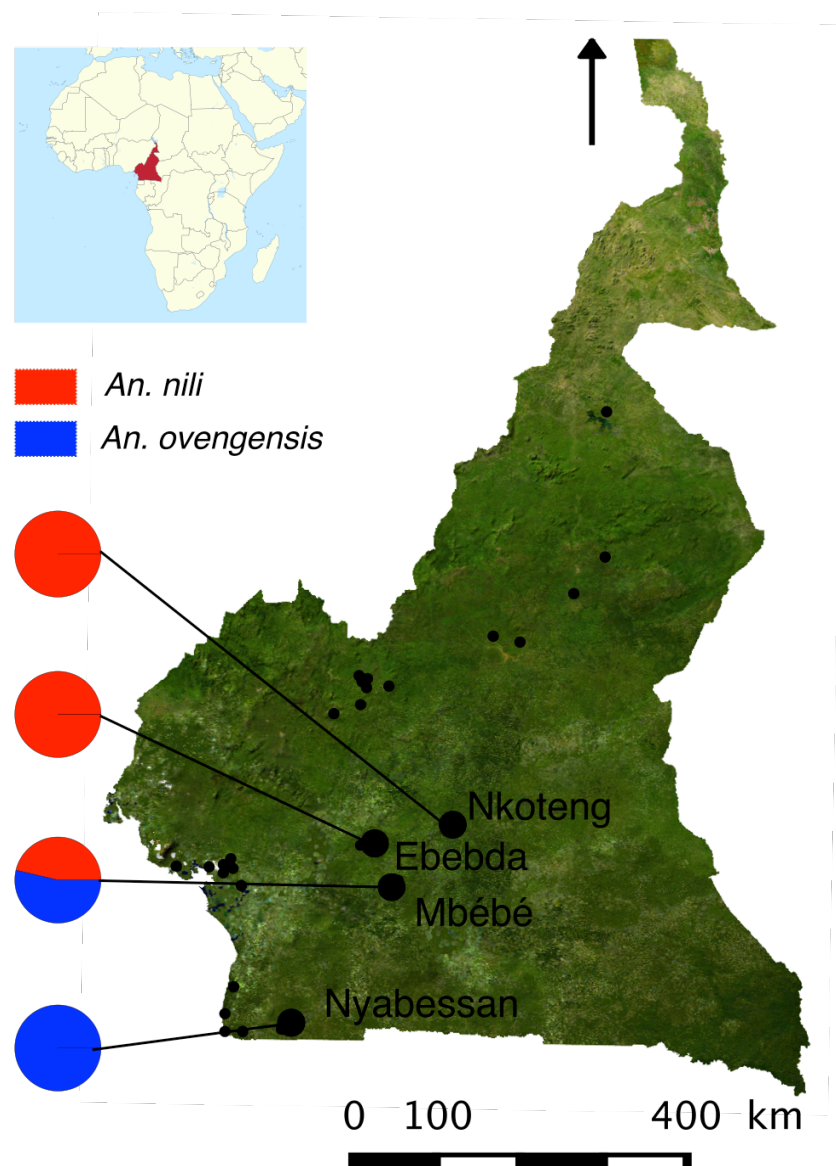 An. nili
An. ovengensis
Nkoteng
Ebebda
Mbébé
Nyabessan
0 100 400 km